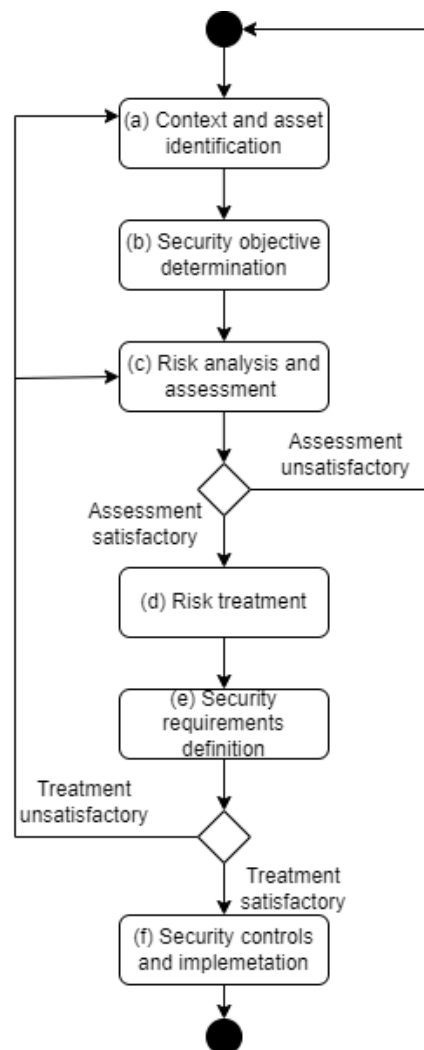 (a) Context and asset
identification
(b) Security objective
determination
(c) Risk analysis and
assessment
Assessment
unsatisfactory
Assessment
satisfactory
(d) Risk treatment
(e) Security
requirements
definition
Treatment
unsatisfactory
Treatment
satisfactory
(f) Security controls
and implemetation